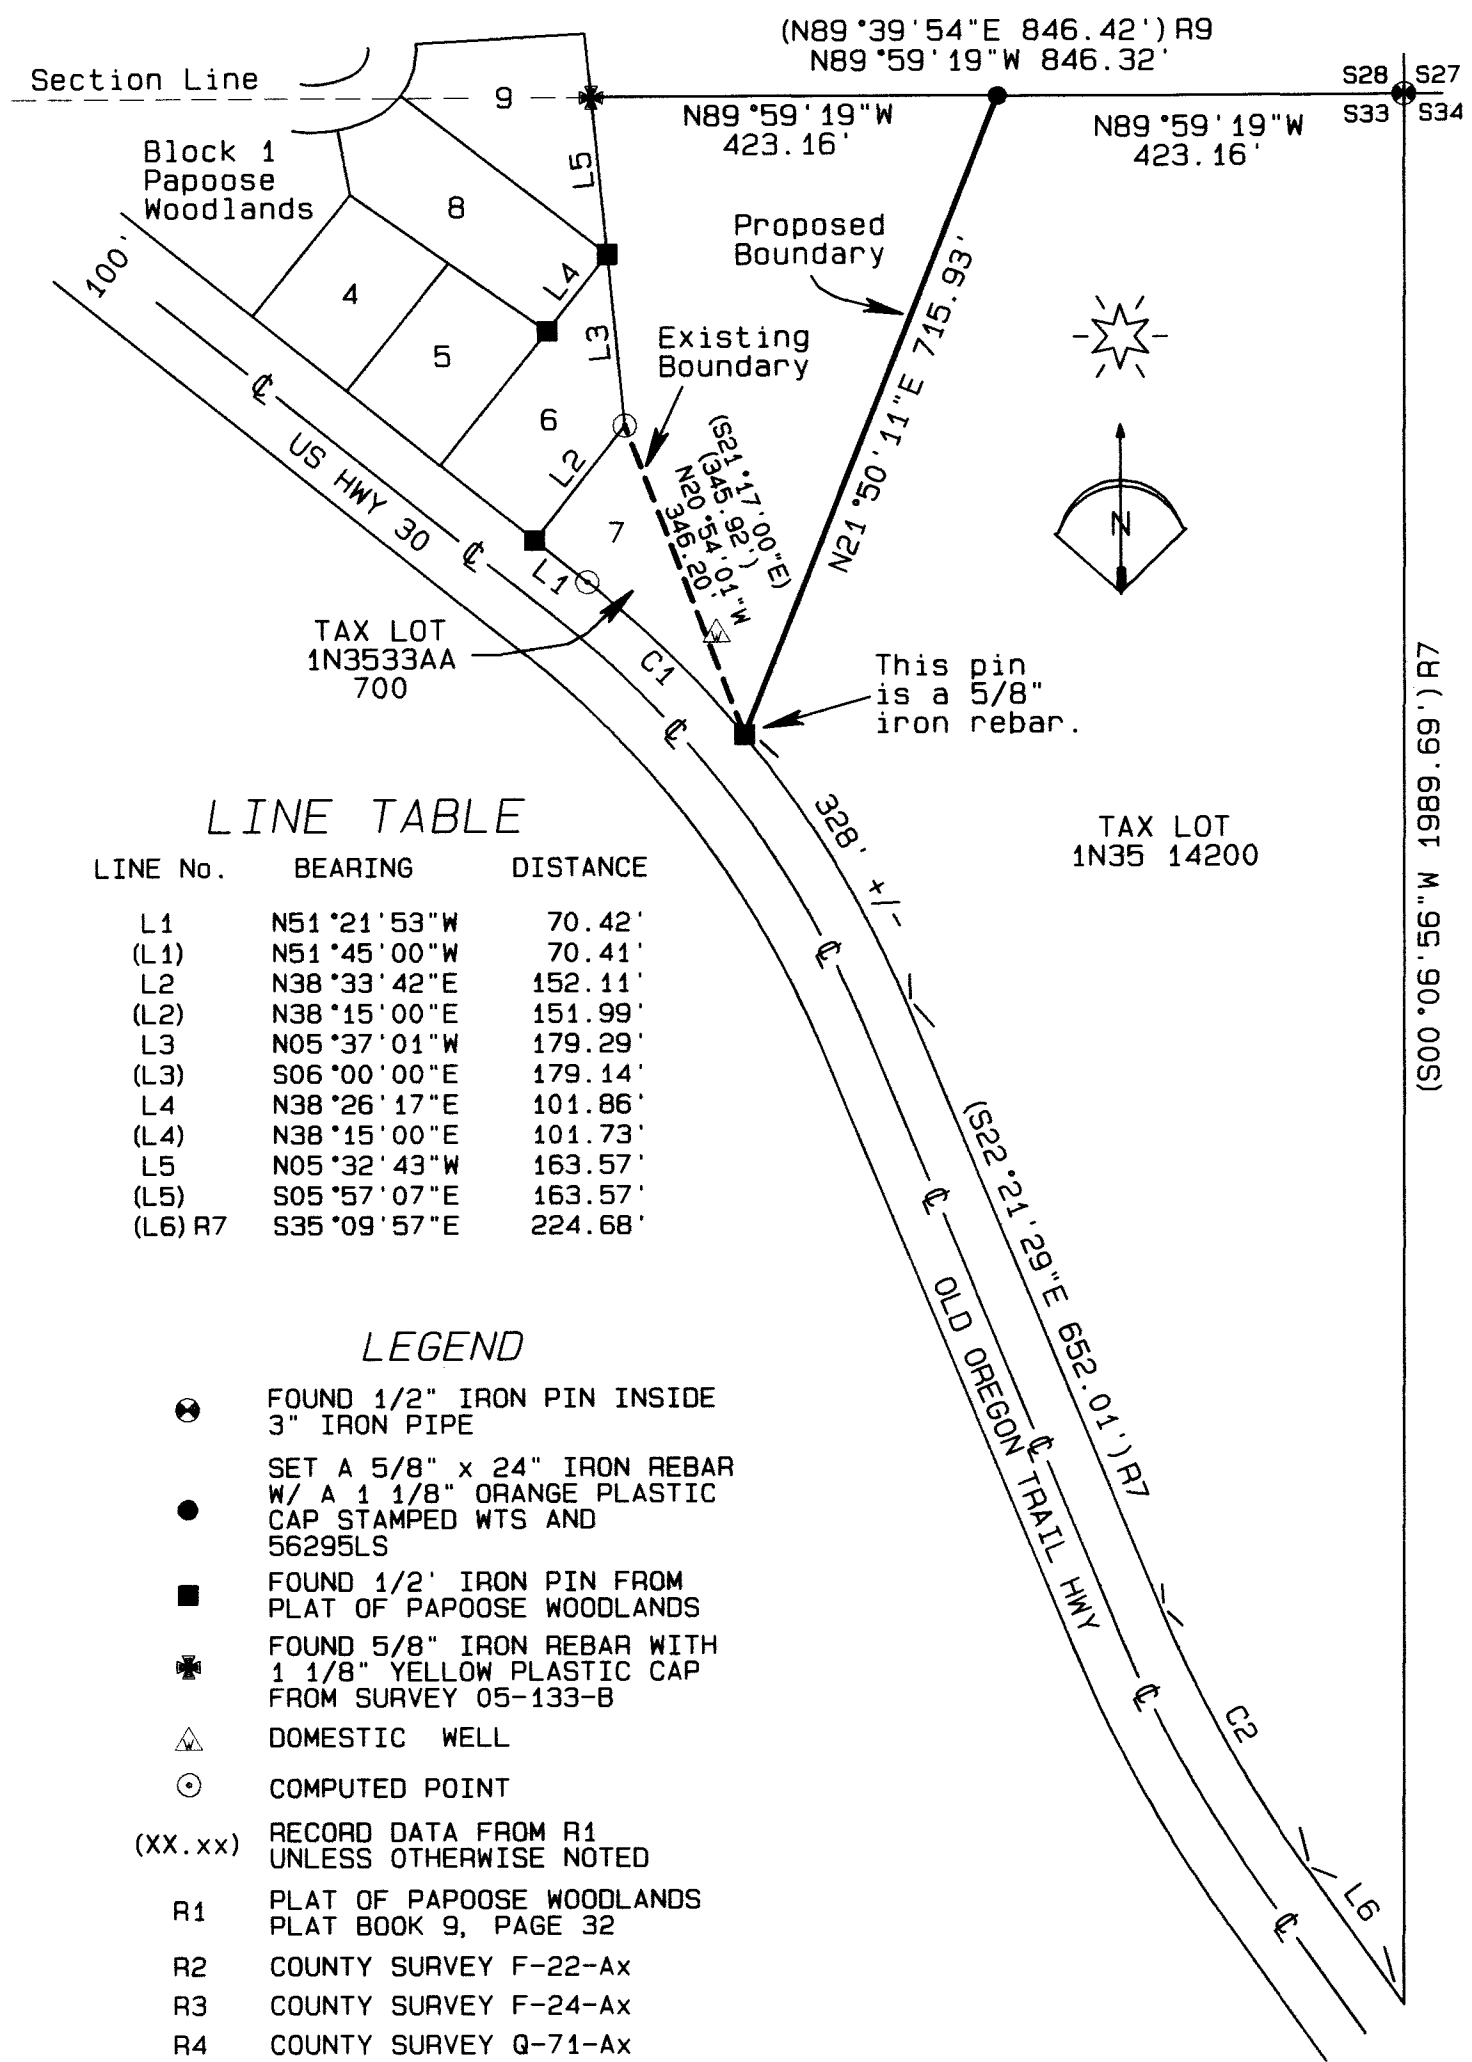 (N89°39'54"E 846.42')R9
N89°59'19"W 846.32'
Section Line
9
S28 S27
S33 S34
N89°59'19"W
423.16'
N89°59'19"W
423.16'
Block 1
Papoose
Woodlands
L5
8
Proposed
Boundary
100'
4
L4
5
L3
Existing
Boundary
N21°50'11"E 715.93'
6
L2
(S21°17'00"E)
(345.92')
N20°54'01"W
346.20'
7
N
US HWY 30
L1
TAX LOT
1N3533AA
700
C1
This pin
is a 5/8"
iron rebar.
(S00°06'56"W 1989.69')R7
328' +/-
TAX LOT
1N35 14200
LINE TABLE
LINE No. BEARING DISTANCE
L1 N51°21'53"W 70.42'
(L1) N51°45'00"W 70.41'
L2 N38°33'42"E 152.11'
(L2) N38°15'00"E 151.99'
L3 N05°37'01"W 179.29'
(L3) S06°00'00"E 179.14'
L4 N38°26'17"E 101.86'
(L4) N38°15'00"E 101.73'
L5 N05°32'43"W 163.57'
(L5) S05°57'07"E 163.57'
(L6)R7 S35°09'57"E 224.68'
(S22°21'29"E 652.01')R7
OLD OREGON TRAIL HWY
C2
L6
LEGEND
FOUND 1/2" IRON PIN INSIDE
3" IRON PIPE
SET A 5/8" x 24" IRON REBAR
W/ A 1 1/8" ORANGE PLASTIC
CAP STAMPED WTS AND
56295LS
FOUND 1/2' IRON PIN FROM
PLAT OF PAPOOSE WOODLANDS
FOUND 5/8" IRON REBAR WITH
1 1/8" YELLOW PLASTIC CAP
FROM SURVEY 05-133-B
W DOMESTIC WELL
COMPUTED POINT
(XX.xx) RECORD DATA FROM R1
UNLESS OTHERWISE NOTED
R1 PLAT OF PAPOOSE WOODLANDS
PLAT BOOK 9, PAGE 32
R2 COUNTY SURVEY F-22-Ax
R3 COUNTY SURVEY F-24-Ax
R4 COUNTY SURVEY Q-71-Ax